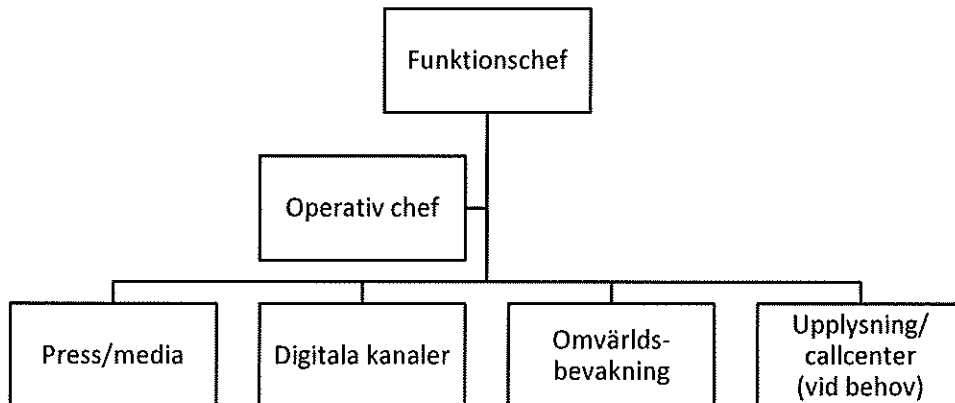 Funktionschef
Operativ chef
Press/media
Digitala kanaler
Omvärlds-
bevakning
Upplysning/
callcenter
(vid behov)